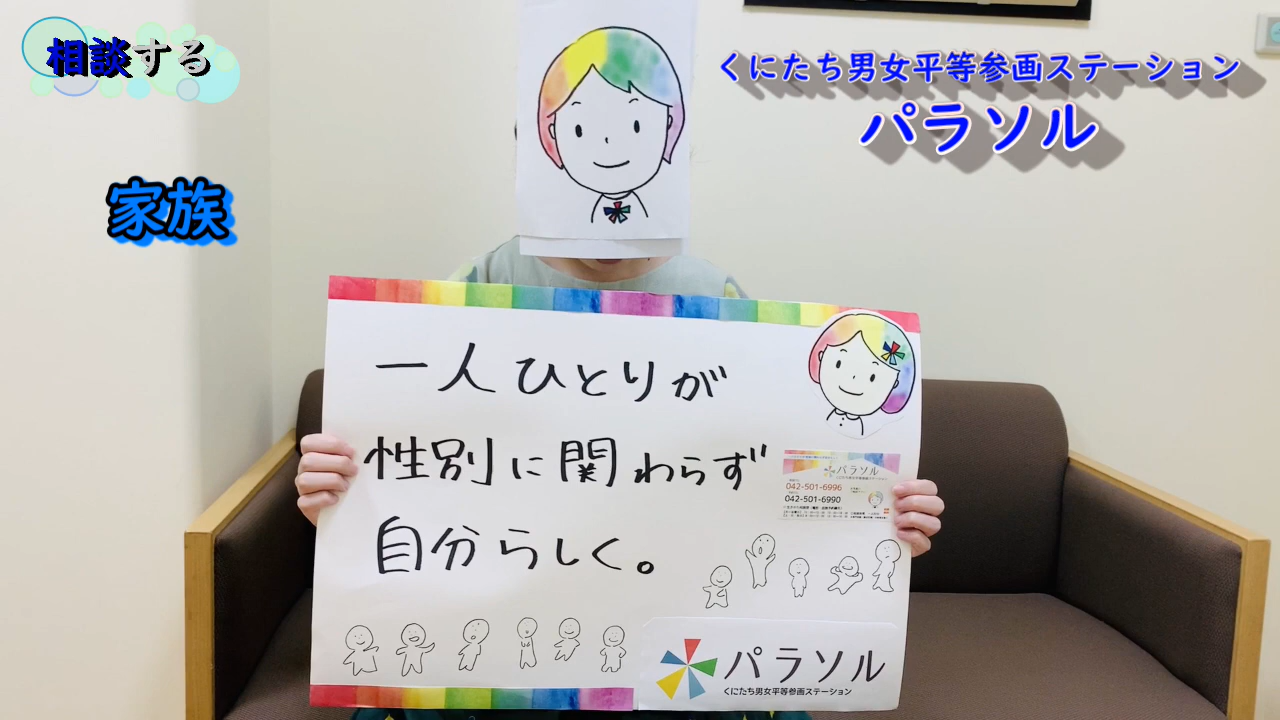 相談する
くにたち男女平等参画ステーション
パラソル
家族
一人ひとりが
性別に関わらず
自分らしく。
パラソル
042-501-6996
042-501-6990
パラソル
くにたち男女平等参画ステーション